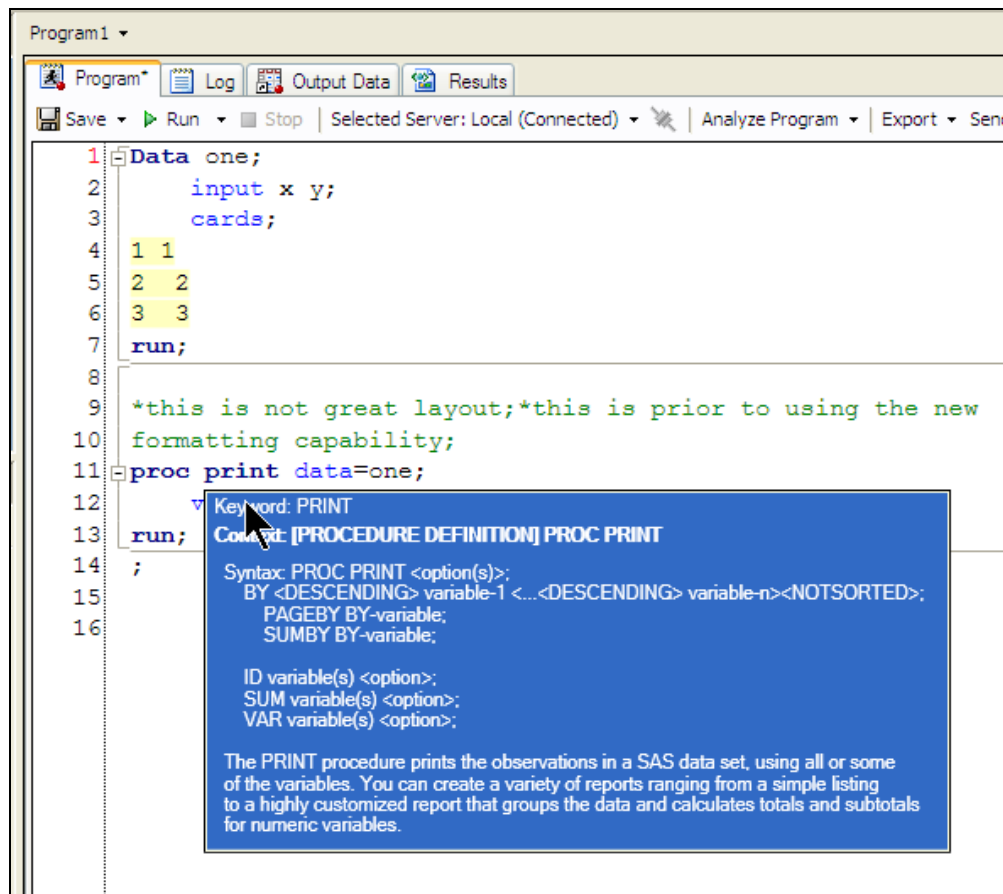 Program1
Program* Log Output Data Results
Save Run Stop Selected Server: Local (Connected) Analyze Program Export
1 Data one;
2 input x y;
3 cards;
4 1 1
5 2 2
6 3 3
7 run;
8
9 *this is not great layout;*this is prior to using the new
10 formatting capability;
11 proc print data=one;
12 v
13 run;
14 ;
15
16
Keyword: PRINT
Context: [PROCEDURE DEFINITION] PROC PRINT
Syntax: PROC PRINT <option(s)>;
BY <DESCENDING> variable-1 <...<DESCENDING> variable-n><NOTSORTED>;
PAGEBY BY-variable;
SUMBY BY-variable;
ID variable(s) <option>;
SUM variable(s) <option>;
VAR variable(s) <option>;
The PRINT procedure prints the observations in a SAS data set, using all or some
of the variables. You can create a variety of reports ranging from a simple listing
to a highly customized report that groups the data and calculates totals and subtotals
for numeric variables.